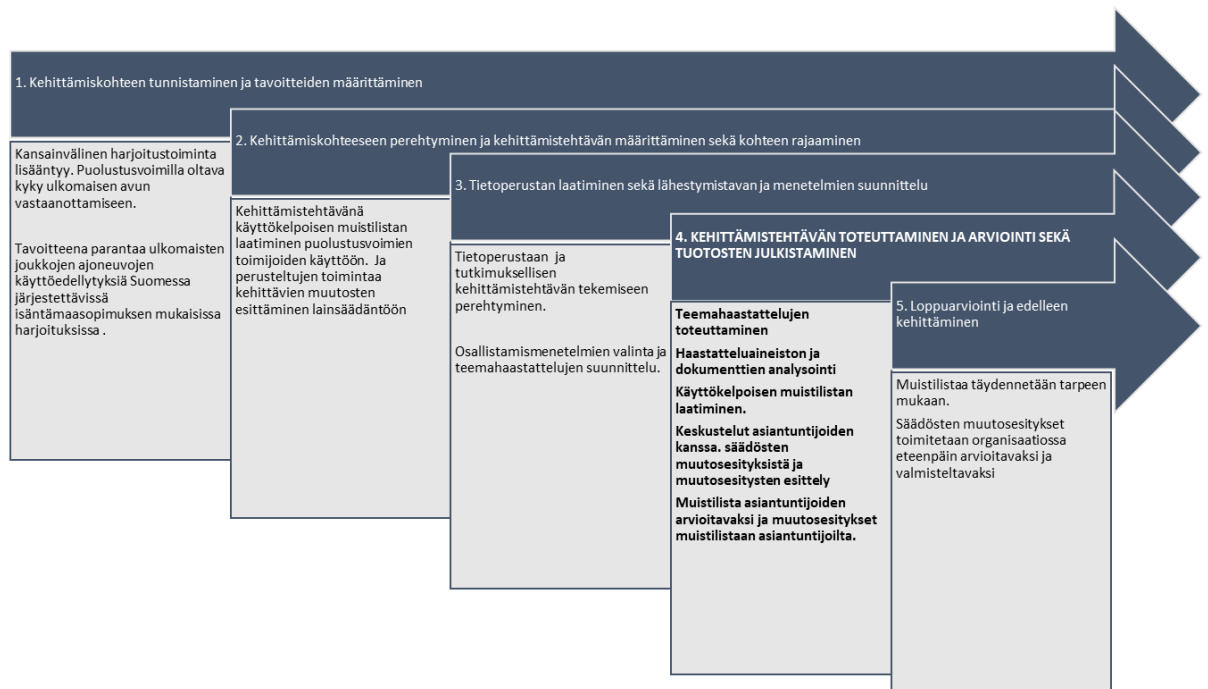 1. Kehittämiskohteen tunnistaminen ja tavoitteiden määrittäminen
Kansainvälinen harjoitustoiminta
lisääntyy. Puolustusvoimilla oltava
kyky ulkomaisen avun
vastaanottamiseen.
Tavoitteena parantaa ulkomaisten
joukkojen ajoneuvojen
käyttöedellytyksiä Suomessa
järjestettävissä
isäntämaasopimuksen mukaisissa
harjoituksissa .
2. Kehittämiskohteeseen perehtyminen ja kehittämistehtävän määrittäminen sekä kohteen rajaaminen
Kehittämistehtävänä
käyttökelpoisen muistilistan
laatiminen puolustusvoimien
toimijoiden käyttöön. Ja
perusteltujen toimintaa
kehittävien muutosten
esittäminen lainsäädäntöön
3. Tietoperustan laatiminen sekä lähestymistavan ja menetelmien suunnittelu
Tietoperustaan ja
tutkimuksellisen
kehittämistehtävän tekemiseen
perehtyminen.
Osallistamismenetelmien valinta ja
teemahaastattelujen suunnittelu.
4. KEHITTÄMISTEHTÄVÄN TOTEUTTAMINEN JA ARVIOINTI SEKÄ
TUOTOSTEN JULKISTAMINEN
Teemahaastattelujen
toteuttaminen
Haastatteluaineiston ja
dokumenttien analysointi
Käyttökelpoisen muistilistan
laatiminen.
Keskustelut asiantuntijoiden
kanssa. säädösten
muutosesityksistä ja
muutosesitysten esittely
Muistilista asiantuntijoiden
arvioitavaksi ja muutosesitykset
muistilistaan asiantuntijoilta.
5. Loppuarviointi ja edelleen
kehittäminen
Muistilistaa täydennetään tarpeen
mukaan.
Säädösten muutosesitykset
toimitetaan organisaatiossa
eteenpäin arvioitavaksi ja
valmisteltavaksi